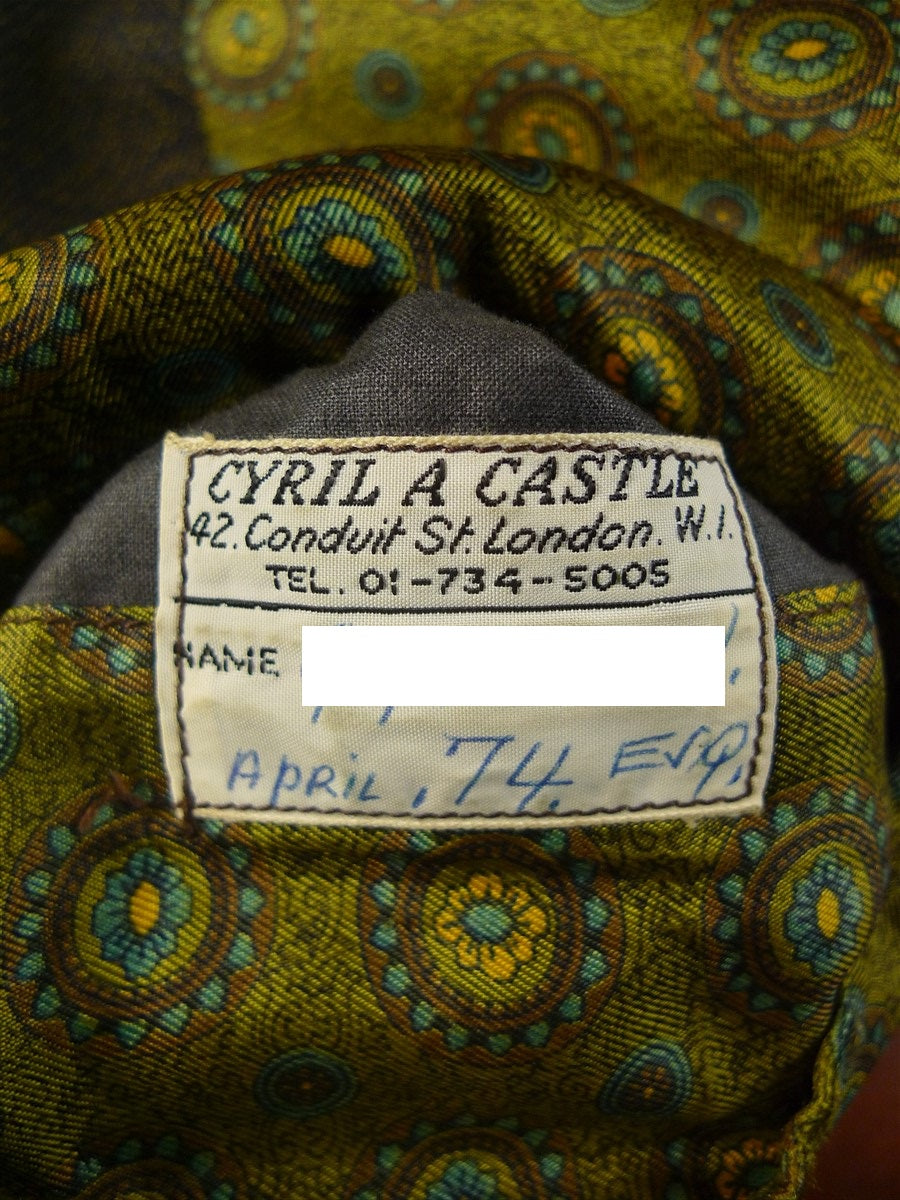 CYRIL A CASTLE
42. Conduit St. London. W.1.
TEL. 01-734-5005
NAME
April, 74, ESQ,